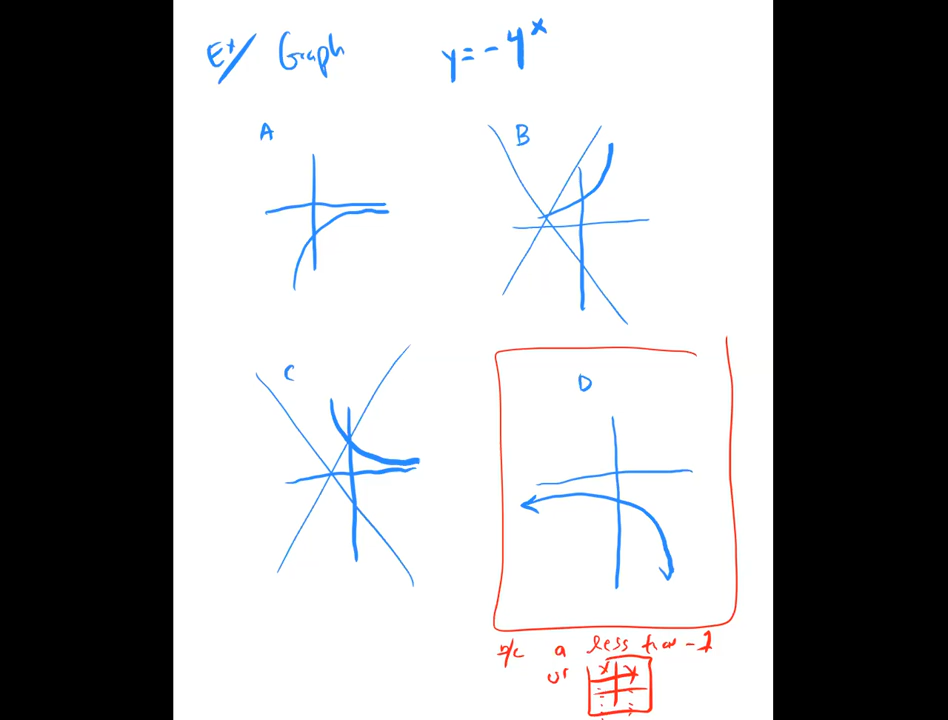 Ex/ Graph y = -4^x
A
B
C
D
b/c a less than -1
or
x y